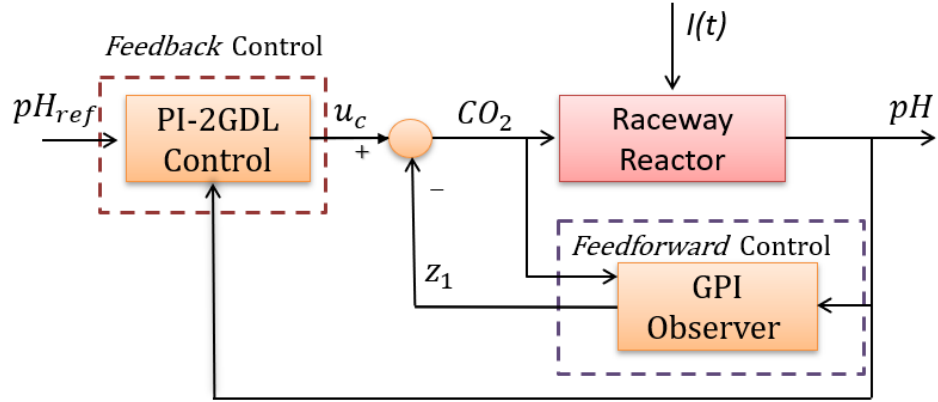 I(t)
Feedback Control
pH_ref
PI-2GDL
Control
u_c
+
CO_2
Raceway
Reactor
pH
−
Feedforward Control
z_1
GPI
Observer